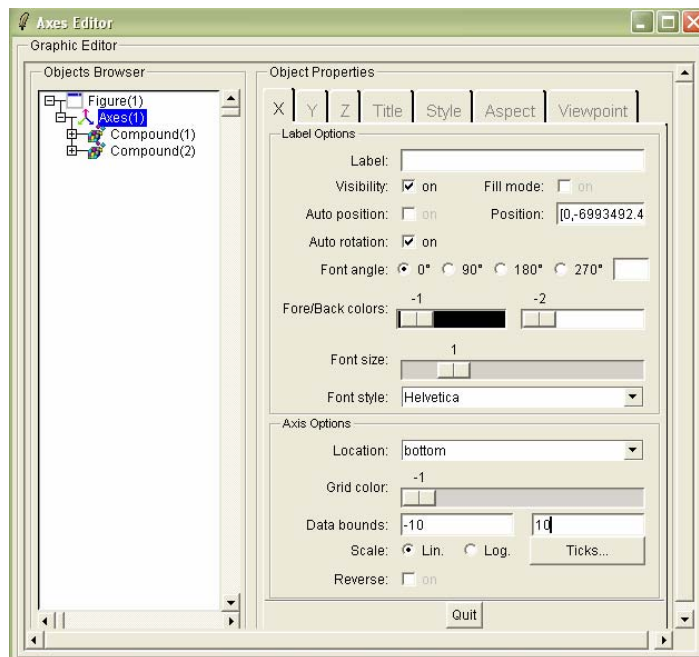 Axes Editor
Graphic Editor
Objects Browser
Object Properties
Figure(1)
Axes(1)
Compound(1)
Compound(2)
X Y Z Title Style Aspect Viewpoint
Label Options
Label:
Visibility: on Fill mode: on
Auto position: on Position: [0,-6993492.4
Auto rotation: on
Font angle: 0° 90° 180° 270°
-1 -2
Fore/Back colors:
1
Font size:
Font style: Helvetica
Axis Options
Location: bottom
-1
Grid color:
Data bounds: -10 10
Scale: Lin. Log. Ticks...
Reverse: on
Quit